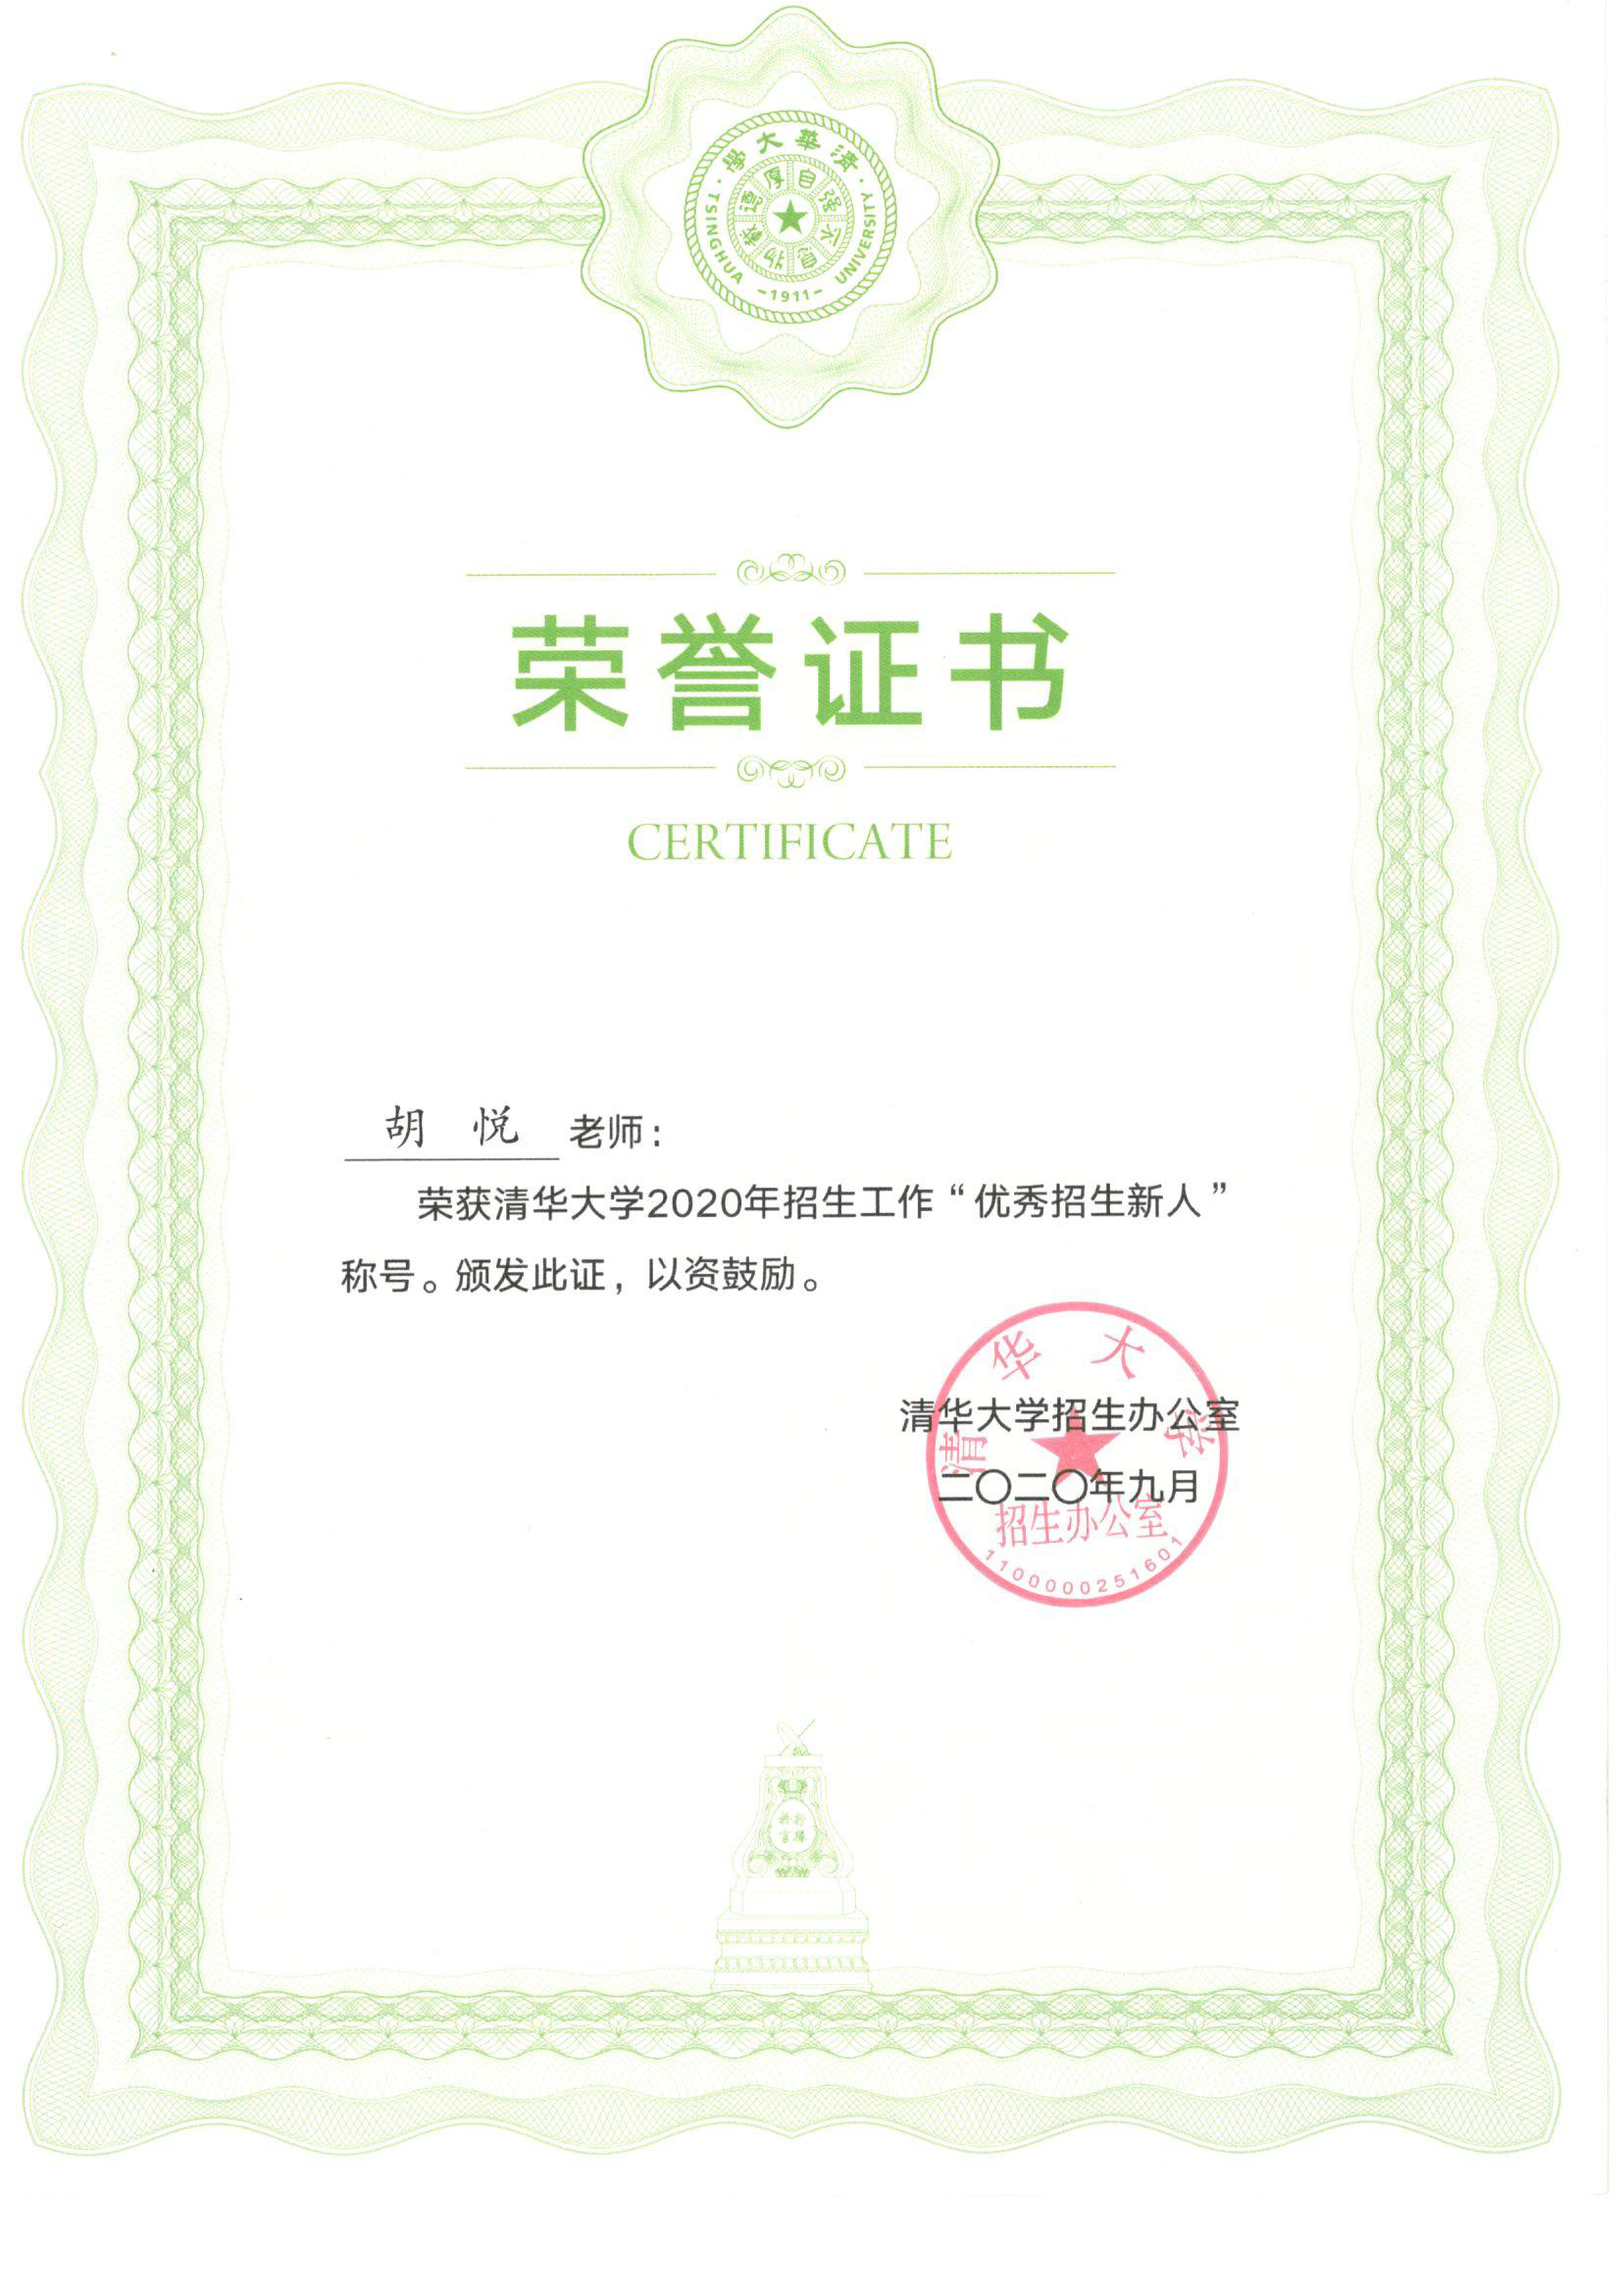 清華大學
TSINGHUA UNIVERSITY
自强不息
厚德載物
-1911-
荣誉证书
CERTIFICATE
胡 悦 老师：
荣获清华大学2020年招生工作“优秀招生新人”
称号。颁发此证，以资鼓励。
清华大学招生办公室
二〇二〇年九月
清华大学
招生办公室
1100000251601
行勝
於言